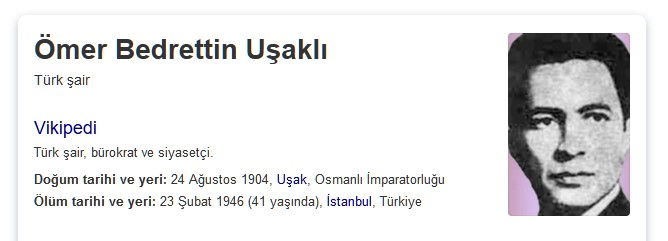 Ömer Bedrettin Uşaklı
Türk şair
Vikipedi
Türk şair, bürokrat ve siyasetçi.
Doğum tarihi ve yeri: 24 Ağustos 1904, Uşak, Osmanlı İmparatorluğu
Ölüm tarihi ve yeri: 23 Şubat 1946 (41 yaşında), İstanbul, Türkiye